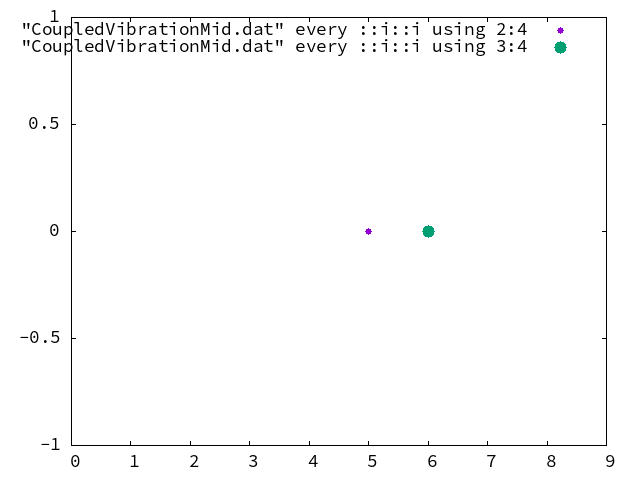 1
"CoupledVibrationMid.dat" every ::i::i using 2:4
"CoupledVibrationMid.dat" every ::i::i using 3:4
0.5
0
-0.5
-1
0 1 2 3 4 5 6 7 8 9